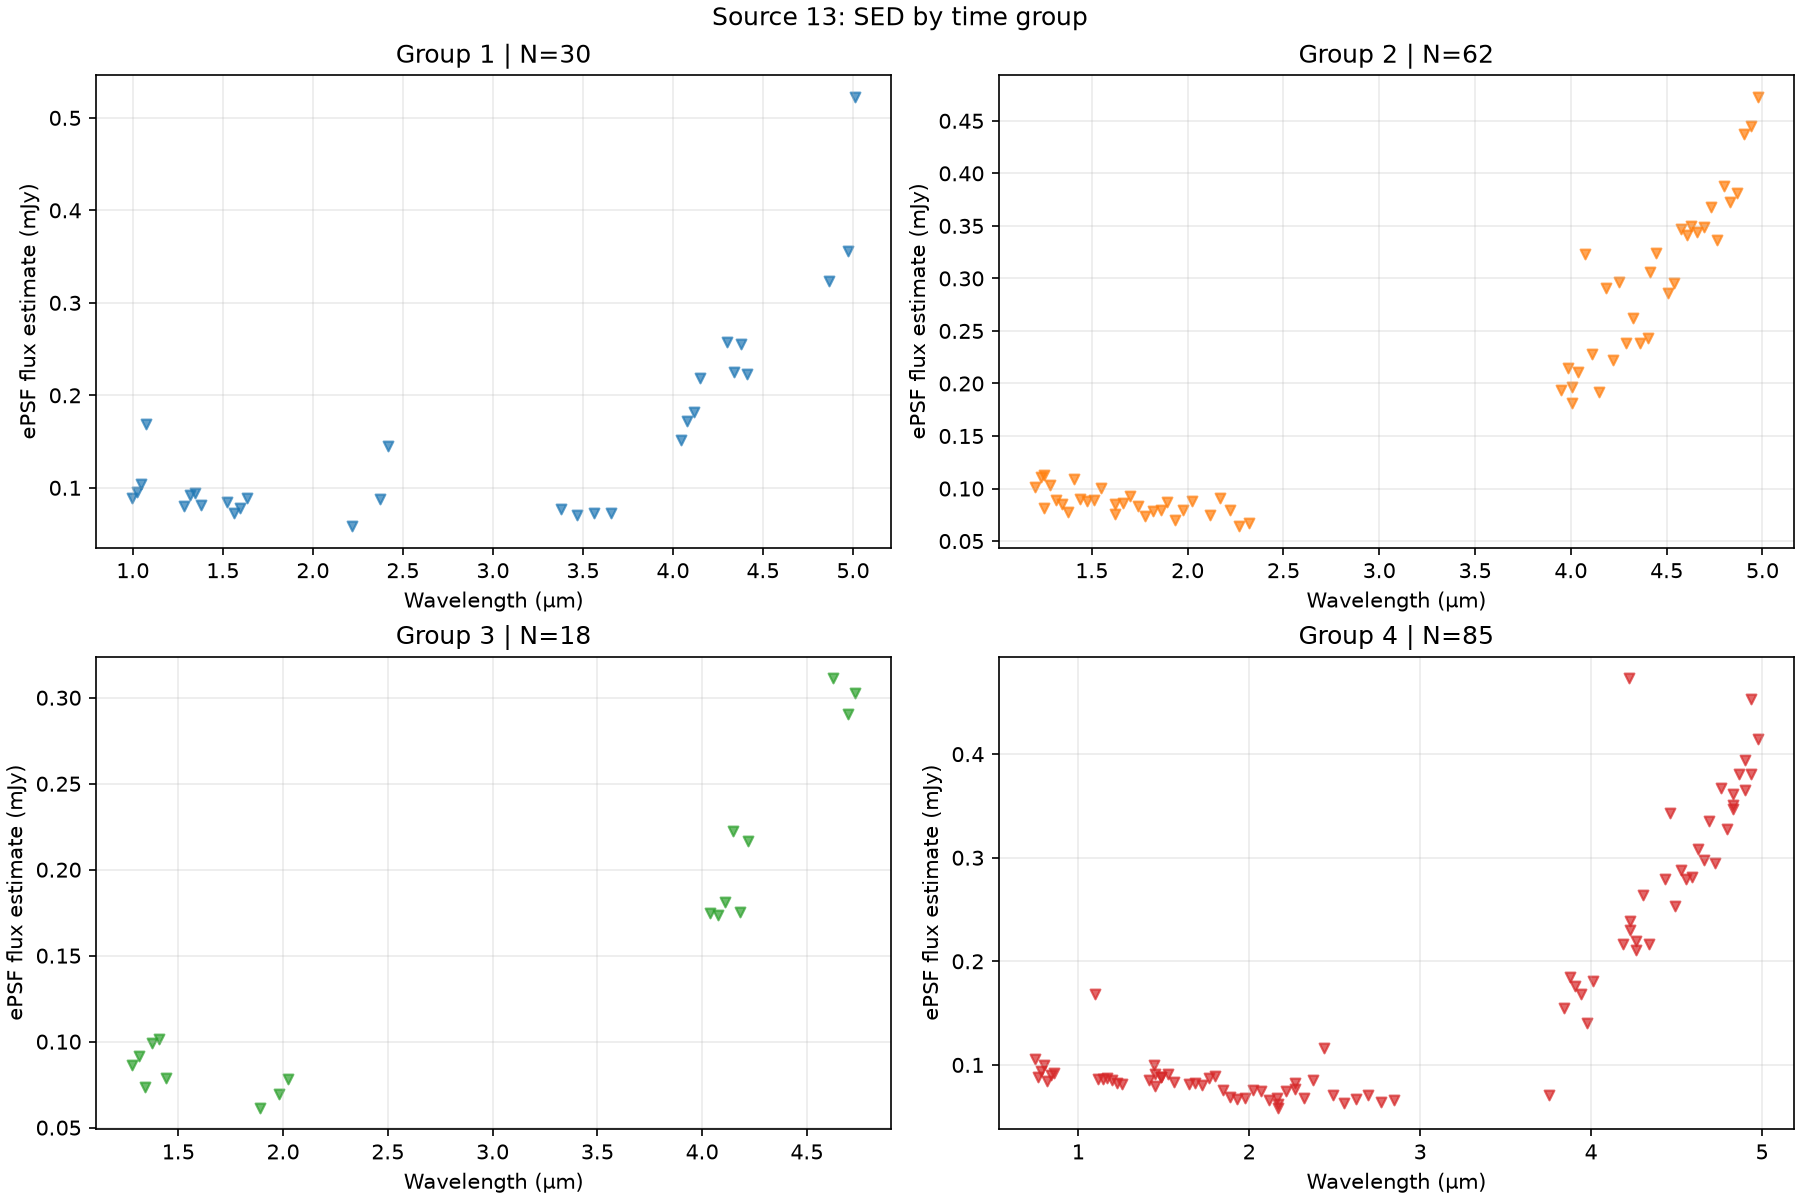 Source 13: SED by time group
Group 1 | N=30
ePSF flux estimate (mJy)
0.5
0.4
0.3
0.2
0.1
1.0 1.5 2.0 2.5 3.0 3.5 4.0 4.5 5.0
Wavelength (µm)
Group 2 | N=62
ePSF flux estimate (mJy)
0.45
0.40
0.35
0.30
0.25
0.20
0.15
0.10
0.05
1.5 2.0 2.5 3.0 3.5 4.0 4.5 5.0
Wavelength (µm)
Group 3 | N=18
ePSF flux estimate (mJy)
0.30
0.25
0.20
0.15
0.10
0.05
1.5 2.0 2.5 3.0 3.5 4.0 4.5
Wavelength (µm)
Group 4 | N=85
ePSF flux estimate (mJy)
0.4
0.3
0.2
0.1
1 2 3 4 5
Wavelength (µm)